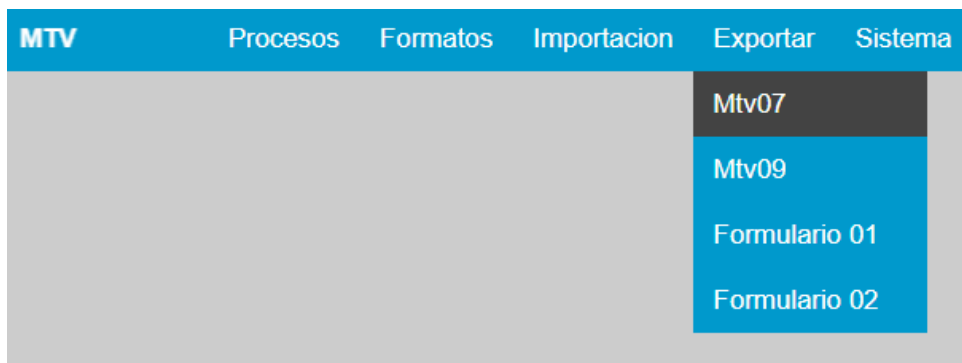 MTV Procesos Formatos Importacion Exportar Sistema
Mtv07
Mtv09
Formulario 01
Formulario 02